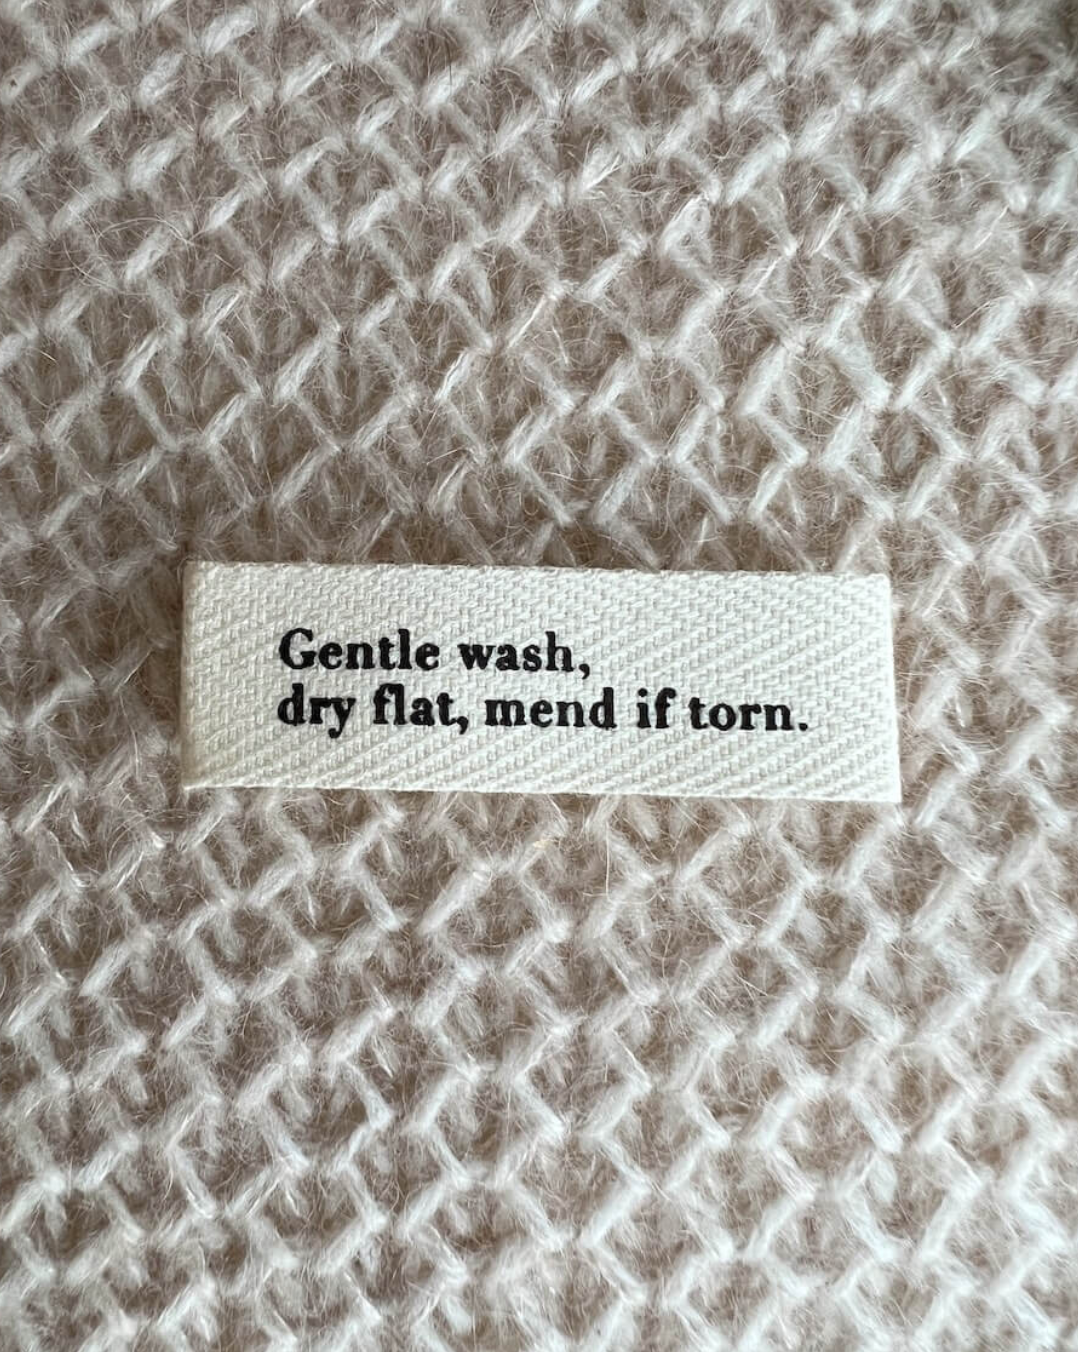 Gentle wash,
dry flat, mend if torn.